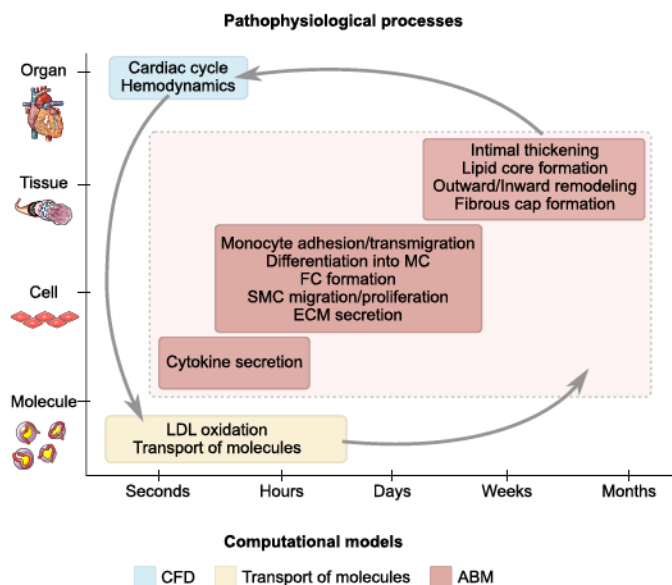 Pathophysiological processes
Organ
Cardiac cycle
Hemodynamics
Intimal thickening
Lipid core formation
Outward/Inward remodeling
Fibrous cap formation
Tissue
Monocyte adhesion/transmigration
Differentiation into MC
FC formation
SMC migration/proliferation
ECM secretion
Cell
Cytokine secretion
Molecule
LDL oxidation
Transport of molecules
Seconds
Hours
Days
Weeks
Months
Computational models
CFD
Transport of molecules
ABM